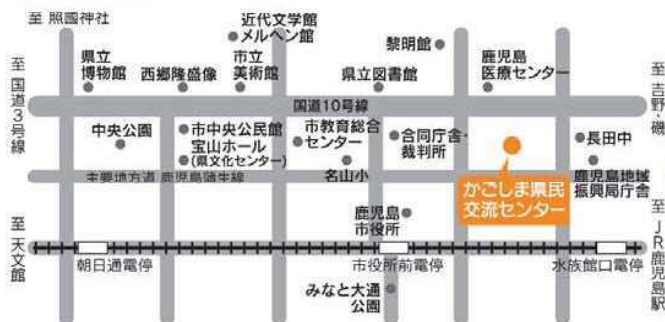 至 照國神社
近代文学館
メルヘン館
黎明館
県立
博物館
西郷隆盛像
市立
美術館
県立図書館
鹿児島
医療センター
至 国道3号線
国道10号線
至 吉野・磯
中央公園
市中央公民館
宝山ホール
(県文化センター)
市教育総合
センター
名山小
合同庁舎・
裁判所
長田中
鹿児島地域
振興局庁舎
主要地方道 鹿児島蒲生線
かごしま県民
交流センター
鹿児島
市役所
至 天文館
至 JR鹿児島駅
朝日通電停
市役所前電停
水族館口電停
みなと大通
公園